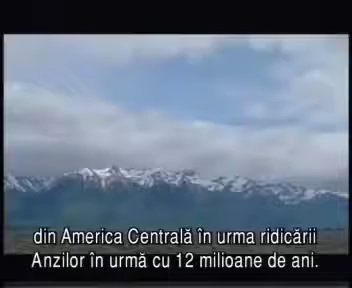 din America Centrală în urma ridicării
Anzilor în urmă cu 12 milioane de ani.